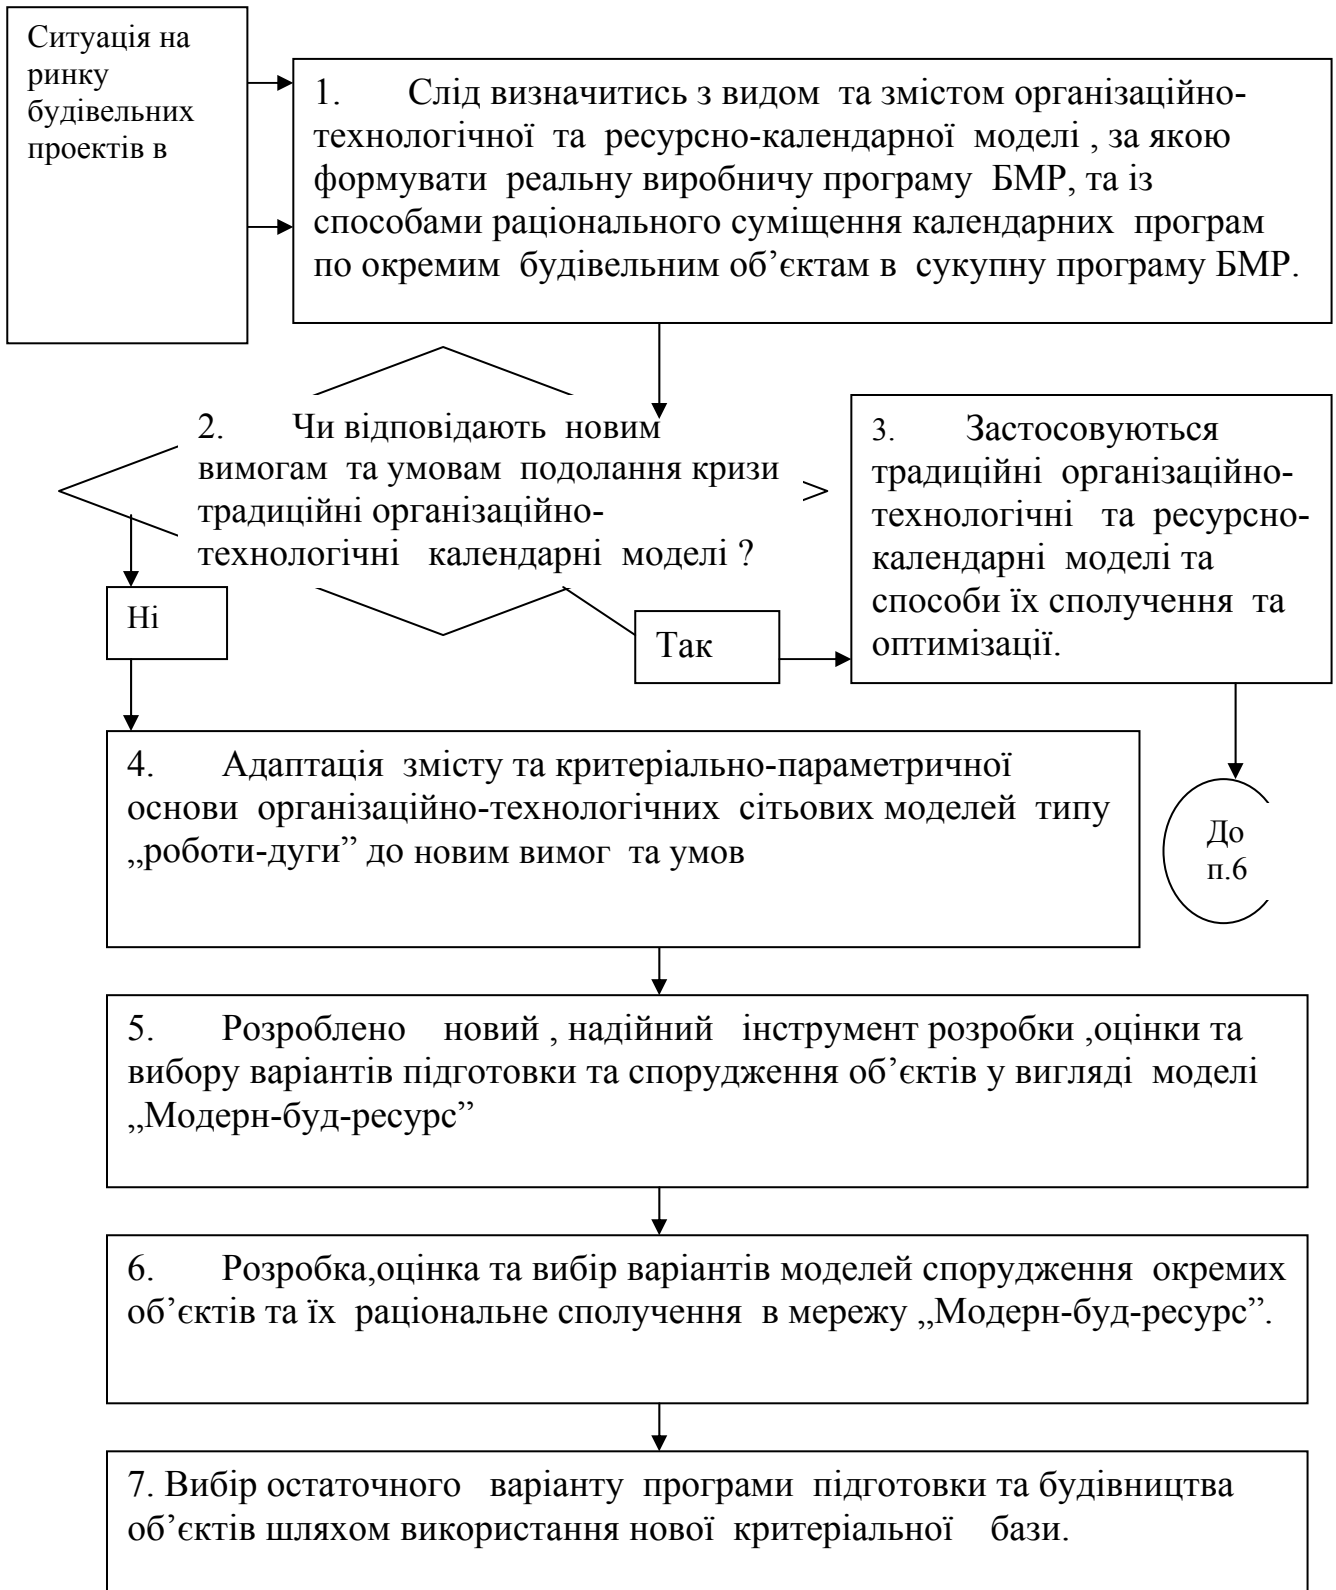 Ситуація на
ринку
будівельних
проектів в
1. Слід визначитись з видом та змістом організаційно-
технологічної та ресурсно-календарної моделі , за якою
формувати реальну виробничу програму БМР, та із
способами раціонального суміщення календарних програм
по окремим будівельним об’єктам в сукупну програму БМР.
2. Чи відповідають новим
вимогам та умовам подолання кризи
традиційні організаційно-
технологічні календарні моделі ?
3. Застосовуються
традиційні організаційно-
технологічні та ресурсно-
календарні моделі та
способи їх сполучення та
оптимізації.
Ні
Так
4. Адаптація змісту та критеріально-параметричної
основи організаційно-технологічних сітьових моделей типу
„роботи-дуги” до новим вимог та умов
До
п.6
5. Розроблено новий , надійний інструмент розробки ,оцінки та
вибору варіантів підготовки та спорудження об’єктів у вигляді моделі
„Модерн-буд-ресурс”
6. Розробка,оцінка та вибір варіантів моделей спорудження окремих
об’єктів та їх раціональне сполучення в мережу „Модерн-буд-ресурс”.
7. Вибір остаточного варіанту програми підготовки та будівництва
об’єктів шляхом використання нової критеріальної бази.